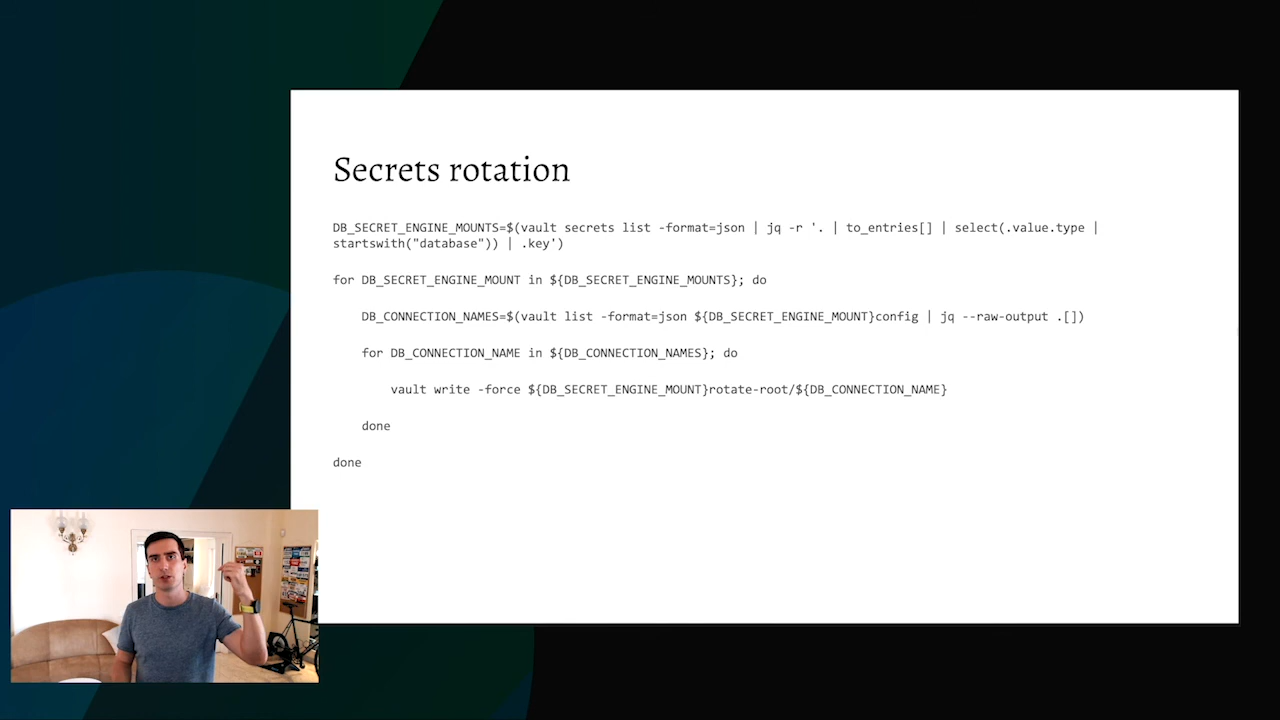 Secrets rotation
DB_SECRET_ENGINE_MOUNTS=$(vault secrets list -format=json | jq -r '. | to_entries[] | select(.value.type |
startswith("database")) | .key')
for DB_SECRET_ENGINE_MOUNT in ${DB_SECRET_ENGINE_MOUNTS}; do
DB_CONNECTION_NAMES=$(vault list -format=json ${DB_SECRET_ENGINE_MOUNT}config | jq --raw-output .[])
for DB_CONNECTION_NAME in ${DB_CONNECTION_NAMES}; do
vault write -force ${DB_SECRET_ENGINE_MOUNT}rotate-root/${DB_CONNECTION_NAME}
done
done